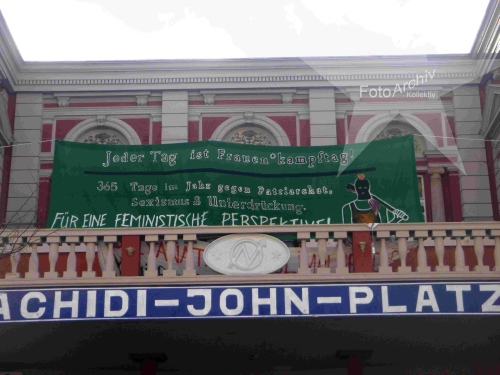 FotoArchiv
Kollektiv
Jeder Tag ist Frauen*kampftag!
365 Tage im Jahr gegen Patriarchat,
Sexismus & Unterdrückung.
FÜR EINE FEMINISTISCHE PERSPEKTIVE!
ACHIDI-JOHN-PLATZ